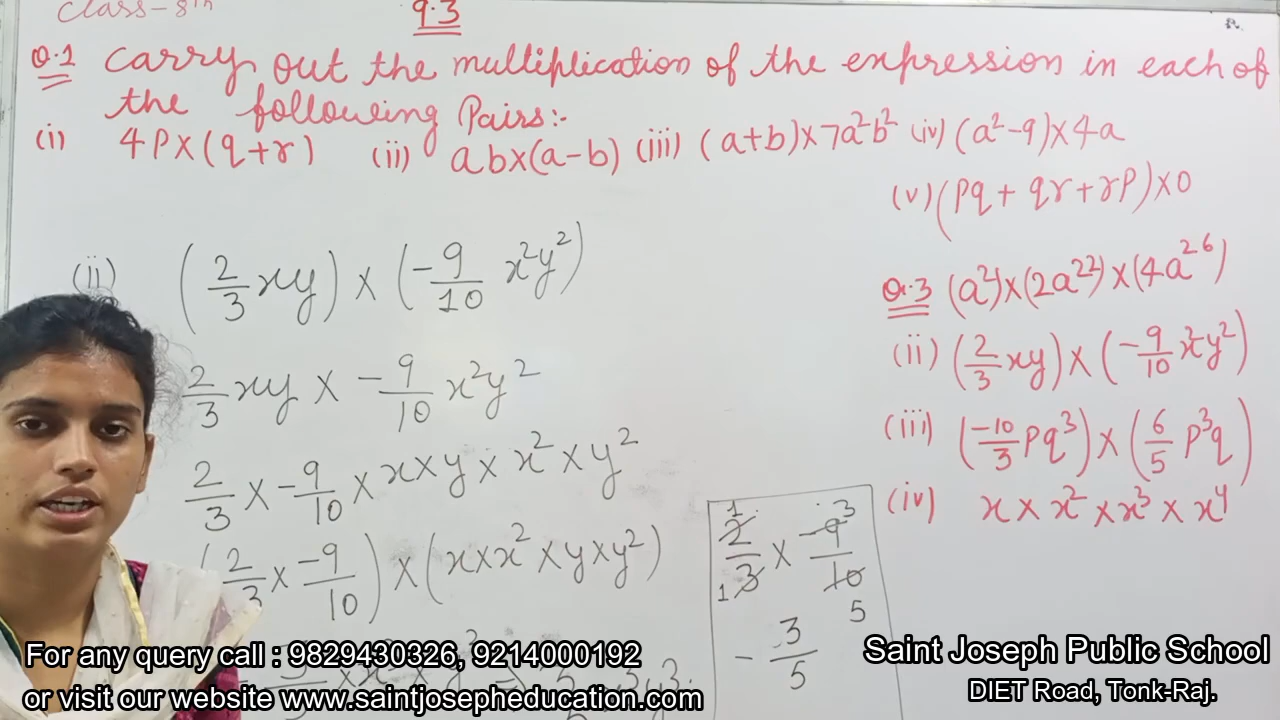 Class-8th
9.3
Q.1 Carry out the multiplication of the expression in each of
the following Pairs:-
(i) 4P×(q+r) (ii) ab×(a-b) (iii) (a+b)×7a²b² (iv) (a²-9)×4a
(v) (Pq+qr+rP)×0
Q.3 (a²)×(2a²²)×(4a²⁶)
(ii) (2/3 xy)×(-9/10 x²y²)
(iii) (-10/3 Pq³)×(6/5 P³q)
(iv) x×x²×x³×x⁴
(ii) (2/3 xy)×(-9/10 x²y²)
2/3 xy × -9/10 x²y²
2/3 × -9/10 × x×y×x²×y²
(2/3 × -9/10)×(x×x²×y×y²)
2/3 × -9/10
1 3
1 5
-3/5
For any query call : 9829430326, 9214000192
or visit our website www.saintjosepheducation.com
Saint Joseph Public School
DIET Road, Tonk-Raj.